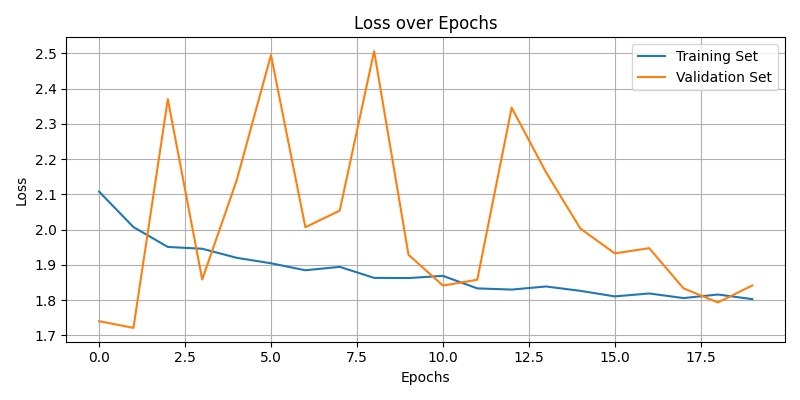 Loss over Epochs
Training Set
Validation Set
Loss
2.5
2.4
2.3
2.2
2.1
2.0
1.9
1.8
1.7
0.0 2.5 5.0 7.5 10.0 12.5 15.0 17.5
Epochs